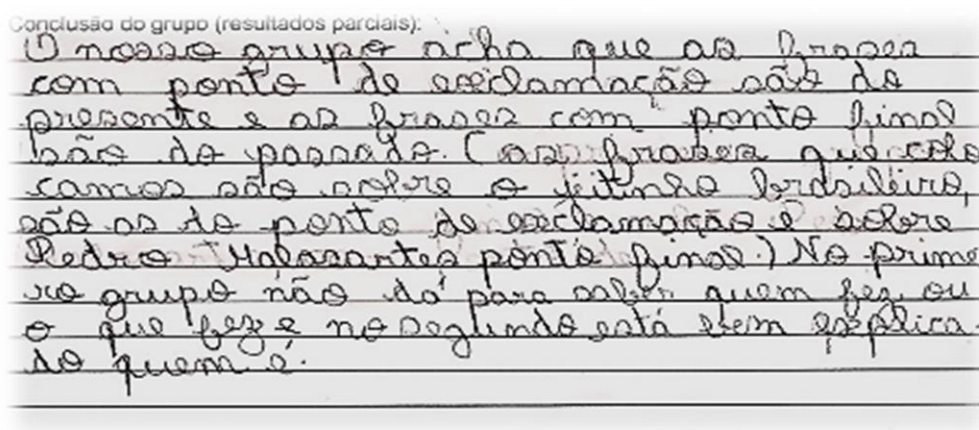 Conclusão do grupo (resultados parciais):
O nosso grupo acha que as frases
com ponto de exclamação são do
presente e as frases com ponto final
são do passado. (as frases que colo
camos são sobre o jeitinho brasileiro,
são as do ponto de exclamação e sobre
Pedro Malasartes ponto final.) No prime
ro grupo não dá para saber quem fez ou
o que fez e no segundo está bem explica
do quem é.